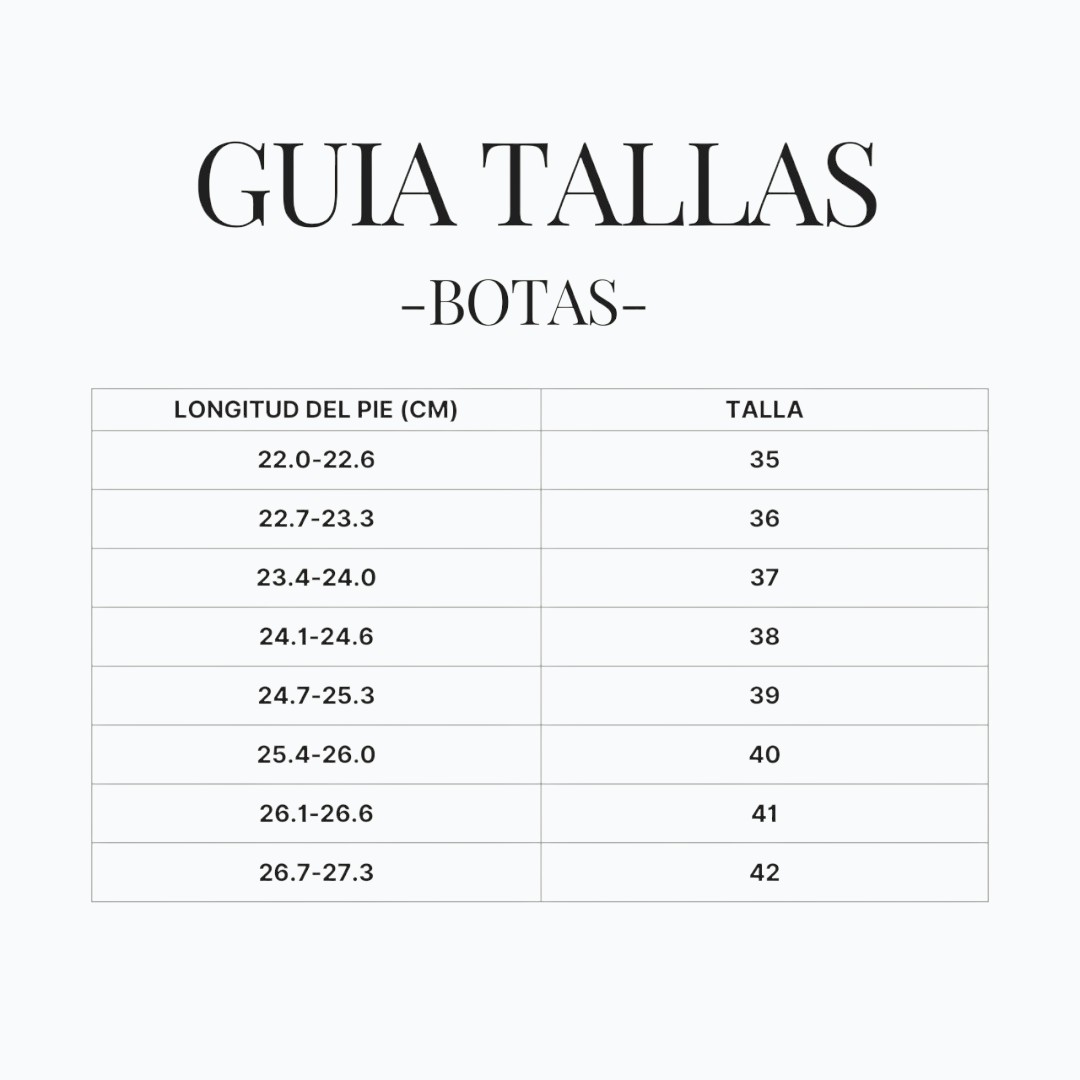 GUIA TALLAS
-BOTAS-
LONGITUD DEL PIE (CM) TALLA
22.0-22.6 35
22.7-23.3 36
23.4-24.0 37
24.1-24.6 38
24.7-25.3 39
25.4-26.0 40
26.1-26.6 41
26.7-27.3 42